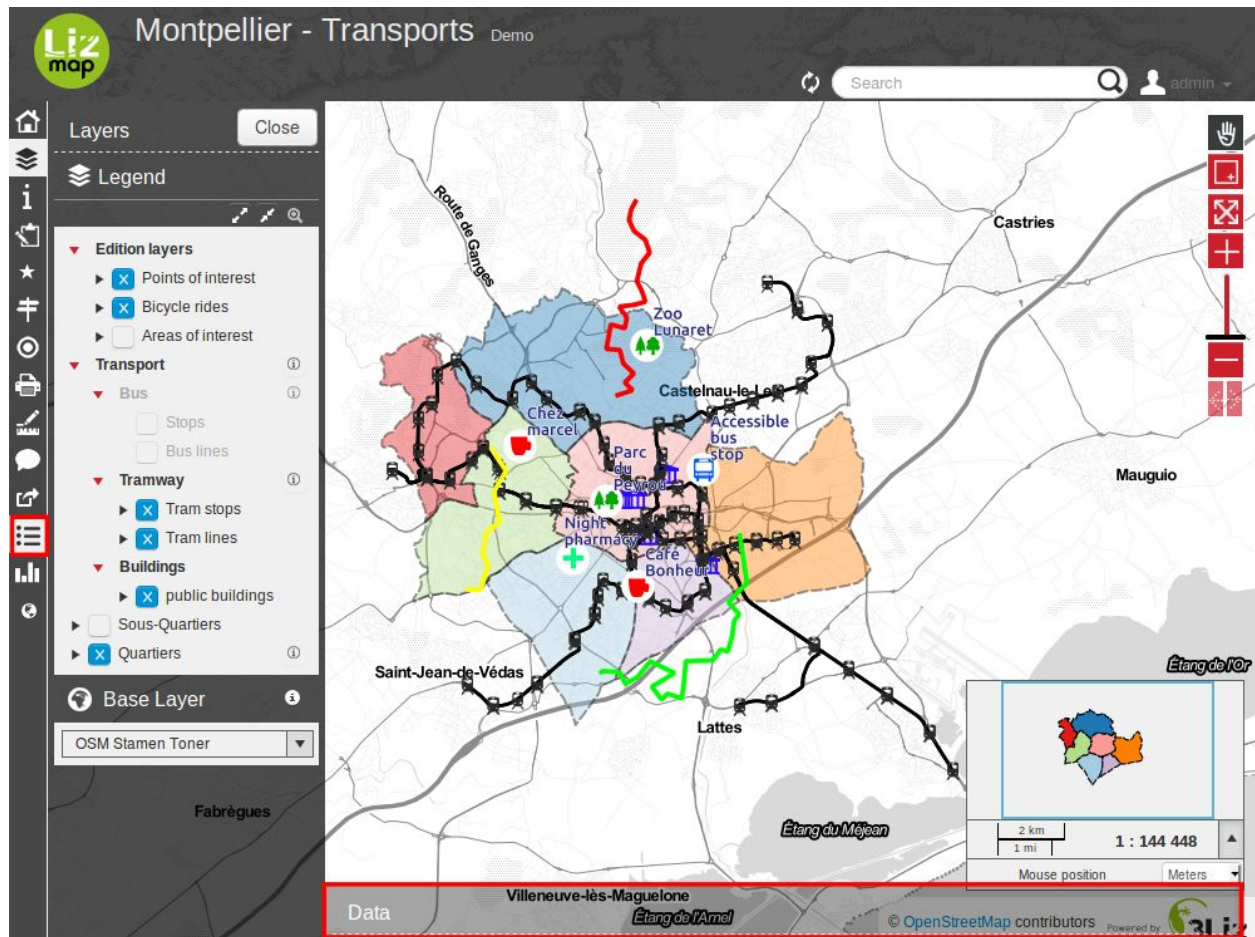 Liz
map
Montpellier - Transports Demo
Search
admin
Layers
Close
Legend
Edition layers
X Points of interest
X Bicycle rides
Areas of interest
Transport
Bus
Stops
Bus lines
Tramway
X Tram stops
X Tram lines
Buildings
X public buildings
Sous-Quartiers
X Quartiers
Base Layer
OSM Stamen Toner
Fabrègues
Route de Ganges
Castries
Zoo
Lunaret
Castelnau-le-Lez
Chez
marcel
Accessible
bus
stop
Parc
du
Peyrou
Mauguio
Night
pharmacy
Café
Bonheur
Saint-Jean-de-Védas
Lattes
Étang de l'Or
Étang du Méjean
2 km
1 mi
1 : 144 448
Mouse position
Meters
Villeneuve-lès-Maguelone
Étang de l'Arnel
Data
© OpenStreetMap contributors
Powered by
3Liz